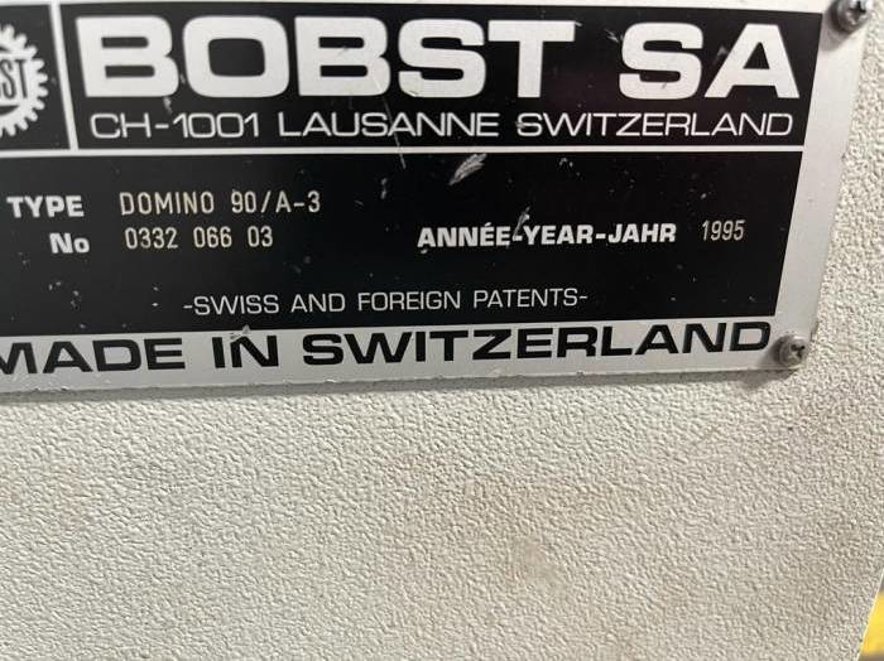 BOBST SA
CH-1001 LAUSANNE SWITZERLAND
TYPE DOMINO 90/A-3
No 0332 066 03 ANNÉE-YEAR-JAHR 1995
-SWISS AND FOREIGN PATENTS-
MADE IN SWITZERLAND